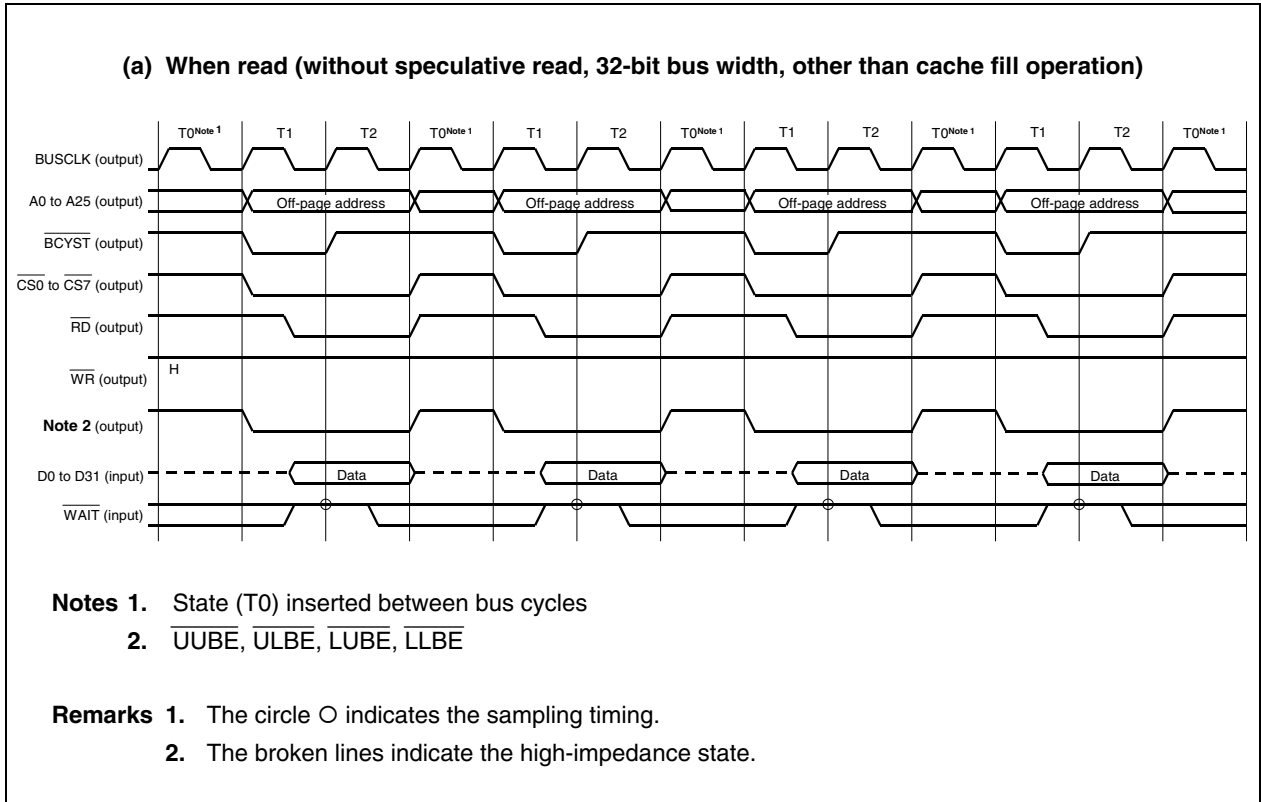 (a) When read (without speculative read, 32-bit bus width, other than cache fill operation)
T0Note 1 T1 T2 T0Note 1 T1 T2 T0Note 1 T1 T2 T0Note 1 T1 T2 T0Note 1
BUSCLK (output)
A0 to A25 (output) Off-page address Off-page address Off-page address Off-page address
BCYST (output)
CS0 to CS7 (output)
RD (output)
WR (output) H
Note 2 (output)
D0 to D31 (input) Data Data Data Data
WAIT (input)
Notes 1. State (T0) inserted between bus cycles
2. UUBE, ULBE, LUBE, LLBE
Remarks 1. The circle O indicates the sampling timing.
2. The broken lines indicate the high-impedance state.